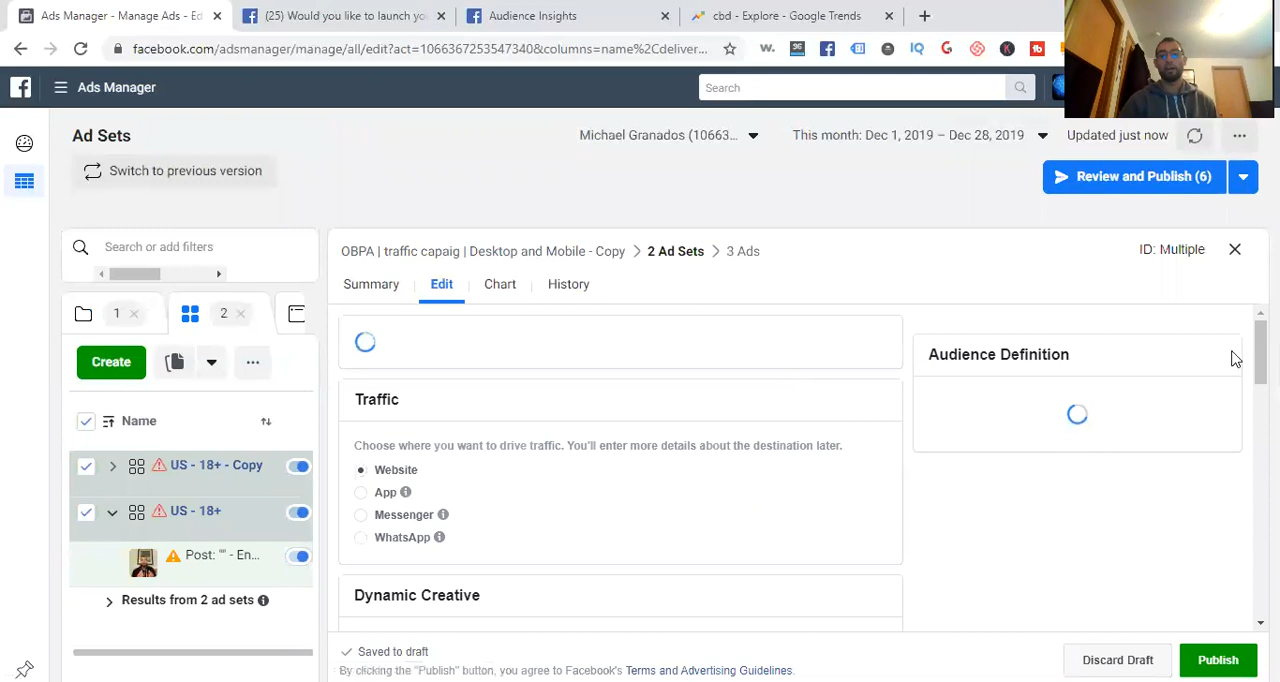 Ads Manager - Manage Ads - Ed
(25) Would you like to launch you
Audience Insights
cbd - Explore - Google Trends
facebook.com/adsmanager/manage/all/edit?act=1066367253547340&columns=name%2Cdeliver...
Ads Manager
Search
Ad Sets
Michael Granados (10663...
This month: Dec 1, 2019 – Dec 28, 2019
Updated just now
Switch to previous version
Review and Publish (6)
Search or add filters
OBPA | traffic capaig | Desktop and Mobile - Copy > 2 Ad Sets > 3 Ads
ID: Multiple
Summary
Edit
Chart
History
1
2
Create
Name
US - 18+ - Copy
US - 18+
Post: "" - En...
Results from 2 ad sets
Audience Definition
Traffic
Choose where you want to drive traffic. You'll enter more details about the destination later.
Website
App
Messenger
WhatsApp
Dynamic Creative
Saved to draft
By clicking the "Publish" button, you agree to Facebook's Terms and Advertising Guidelines.
Discard Draft
Publish